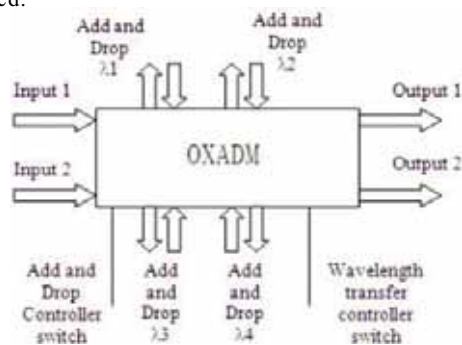 ed.
Add and
Drop
λ1
Add and
Drop
λ2
Input 1
Output 1
OXADM
Input 2
Output 2
Add and
Drop
Controller
switch
Add
and
Drop
λ3
Add
and
Drop
λ4
Wavelength
transfer
controller
switch